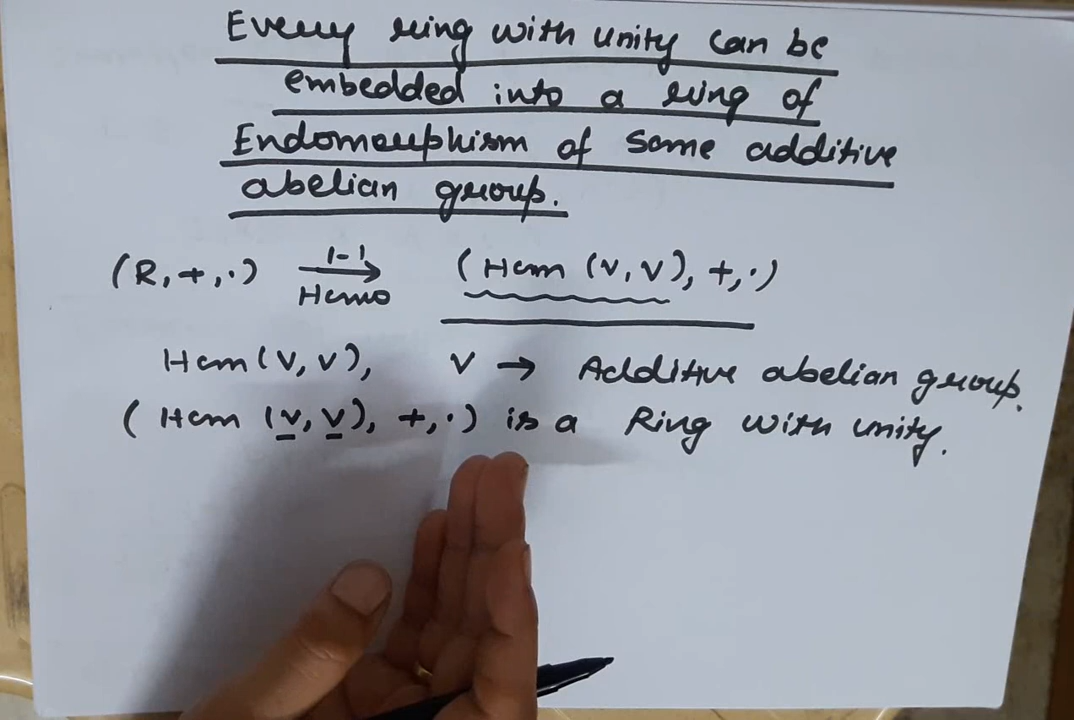 Every ring with unity can be
embedded into a ring of
Endomorphism of some additive
abelian group.
(R,+,·) 1-1 → Homo (Hom (V,V), +,·)
Hom(V,V), V → Additive abelian group.
(Hom (V,V), +,·) is a Ring with unity.